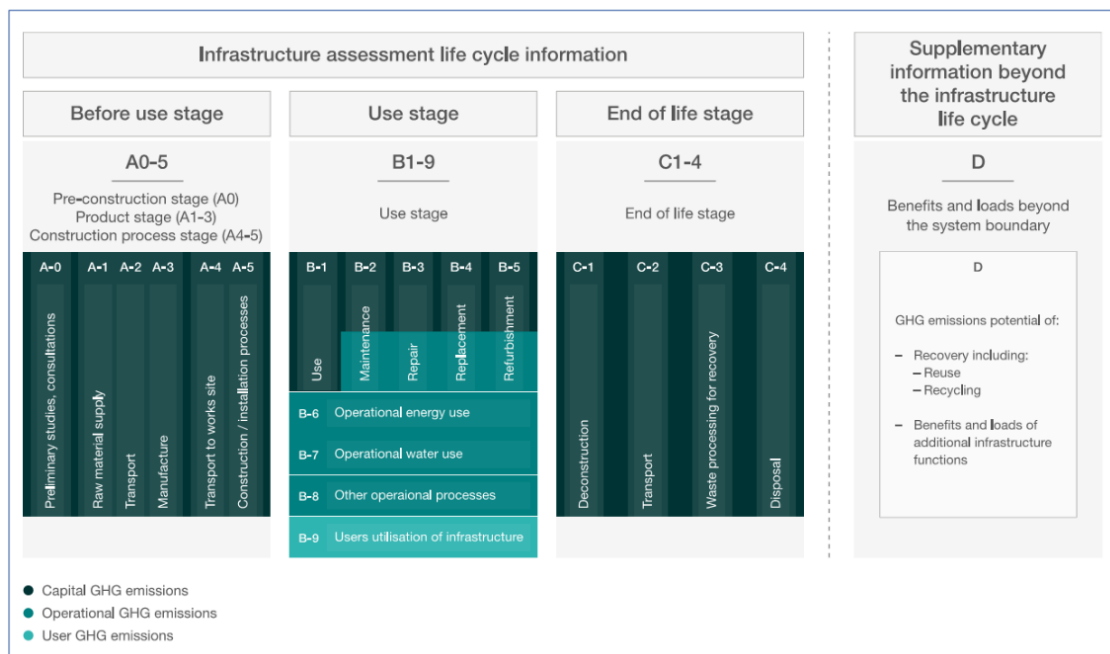 Infrastructure assessment life cycle information
Supplementary
information beyond
the infrastructure
life cycle
Before use stage
Use stage
End of life stage
A0-5
Pre-construction stage (A0)
Product stage (A1-3)
Construction process stage (A4-5)
B1-9
Use stage
C1-4
End of life stage
D
Benefits and loads beyond
the system boundary
A-0
A-1
A-2
A-3
A-4
A-5
Preliminary studies, consultations
Raw material supply
Transport
Manufacture
Transport to works site
Construction / installation processes
B-1
B-2
B-3
B-4
B-5
Use
Maintenance
Repair
Replacement
Refurbishment
B-6 Operational energy use
B-7 Operational water use
B-8 Other operaional processes
B-9 Users utilisation of infrastructure
C-1
C-2
C-3
C-4
Deconstruction
Transport
Waste processing for recovery
Disposal
D
GHG emissions potential of:
– Recovery including:
– Reuse
– Recycling
– Benefits and loads of
additional infrastructure
functions
Capital GHG emissions
Operational GHG emissions
User GHG emissions